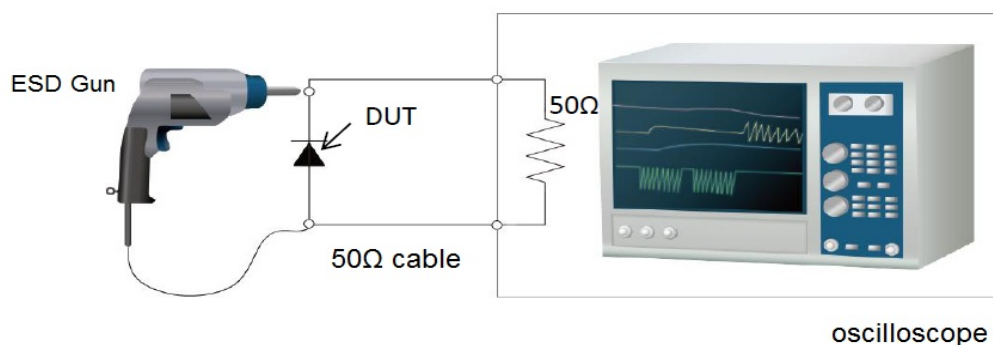 ESD Gun
DUT
50Ω
50Ω cable
oscilloscope